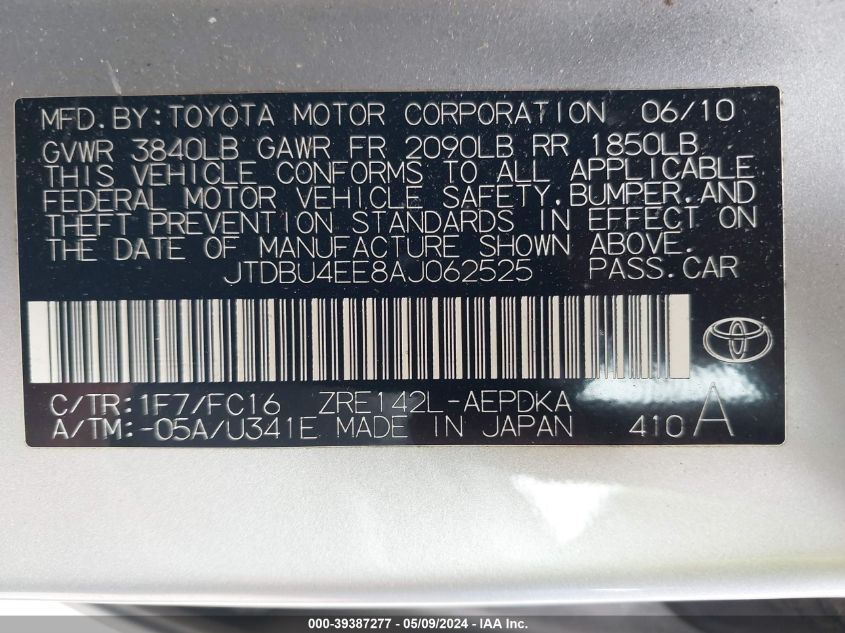 MFD. BY: TOYOTA MOTOR CORPORATION 06/10
GVWR 3840LB GAWR FR 2090LB RR 1850LB
THIS VEHICLE CONFORMS TO ALL APPLICABLE
FEDERAL MOTOR VEHICLE SAFETY, BUMPER, AND
THEFT PREVENTION STANDARDS IN EFFECT ON
THE DATE OF MANUFACTURE SHOWN ABOVE.
JTDBU4EE8AJ062525 PASS. CAR
C/TR: 1F7/FC16 ZRE142L-AEPDKA
A/TM: -05A/U341E MADE IN JAPAN 410 A
000-39387277 - 05/09/2024 - IAA Inc.